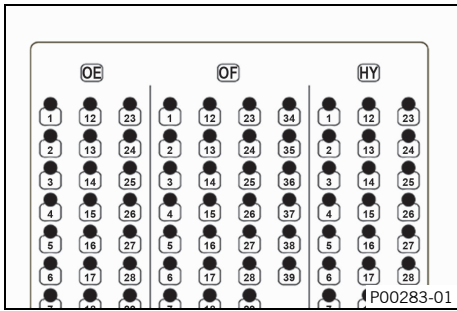 OE OF HY
1 12 23 1 12 23 34 1 12 23
2 13 24 2 13 24 35 2 13 24
3 14 25 3 14 25 36 3 14 25
4 15 26 4 15 26 37 4 15 26
5 16 27 5 16 27 38 5 16 27
6 17 28 6 17 28 39 6 17 28
P00283-01